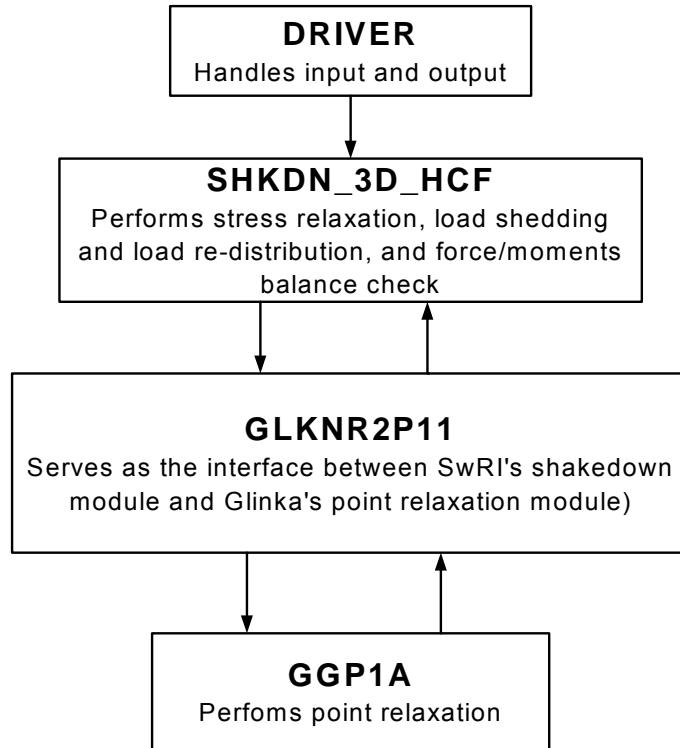 DRIVER
Handles input and output
SHKDN_3D_HCF
Performs stress relaxation, load shedding
and load re-distribution, and force/moments
balance check
GLKNR2P11
Serves as the interface between SwRI's shakedown
module and Glinka's point relaxation module)
GGP1A
Perfoms point relaxation